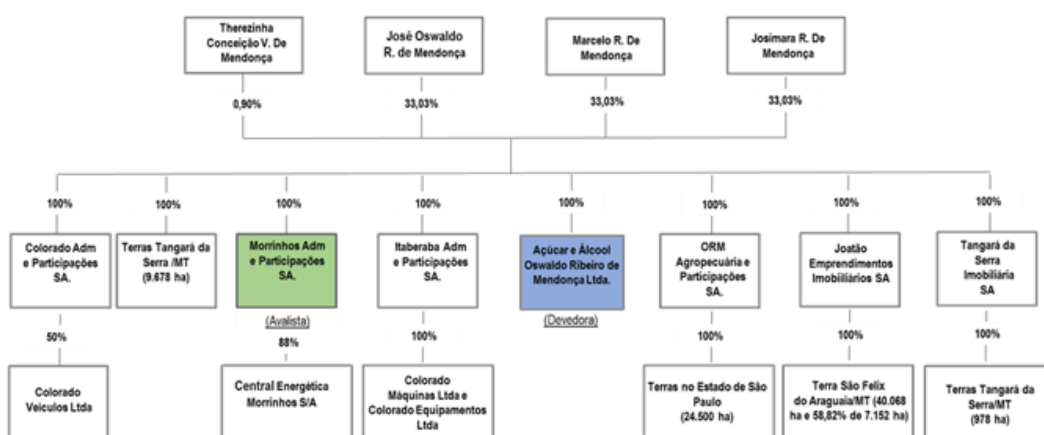 Therezinha
Conceição V. De
Mendonça
José Oswaldo
R. de Mendonça
Marcelo R. De
Mendonça
Josimara R. De
Mendonça
0,90%
33,03%
33,03%
33,03%
100%
100%
100%
100%
100%
100%
100%
100%
Colorado Adm
e Participações
SA.
Terras Tangará da
Serra /MT
(9.678 ha)
Morrinhos Adm
e Participações
SA.
Itaberaba Adm e
Participações
SA.
Açúcar e Álcool
Oswaldo Ribeiro de
Mendonça Ltda.
ORM
Agropecuária e
Participações
SA.
Joatão
Emprendimentos
Imobiliários SA
Tangará da
Serra
Imobiliária
SA
(Avalista)
(Devedora)
50%
88%
100%
100%
100%
100%
Colorado
Veículos Ltda
Central Energética
Morrinhos S/A
Colorado
Máquinas Ltda e
Colorado Equipamentos
Ltda
Terras no Estado de São
Paulo
(24.500 ha)
Terra São Felix
do Araguaia/MT (40.068
ha e 58,82% de 7.152 ha)
Terras Tangará da
Serra/MT
(978 ha)